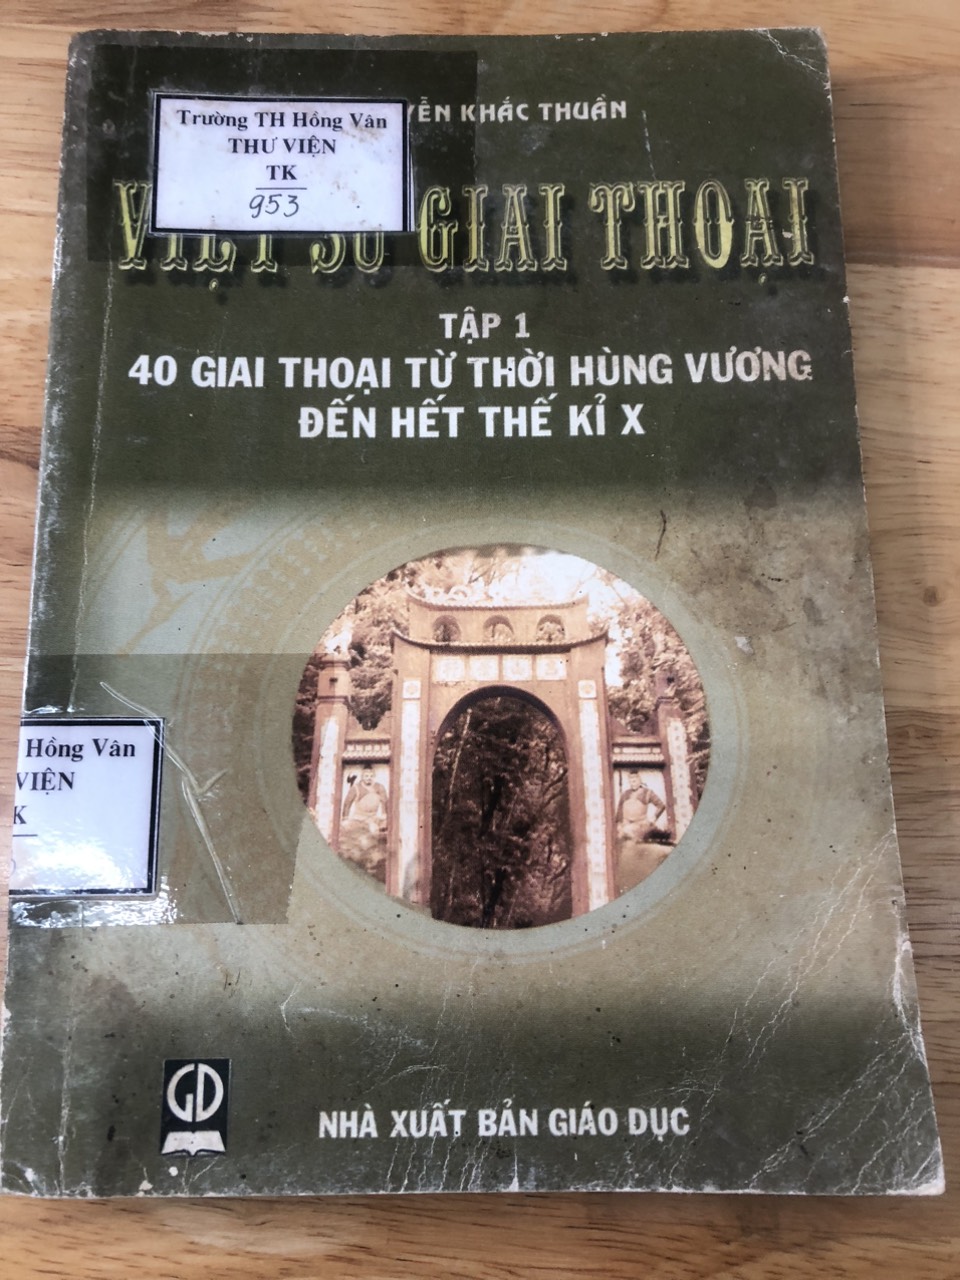 Trường TH Hồng Vân
THƯ VIỆN
TK
953
KHẮC THUẦN
GIAI THOẠI
TẬP 1
40 GIAI THOẠI TỪ THỜI HÙNG VƯƠNG
ĐẾN HẾT THẾ KỈ X
Hồng Vân
VIỆN
K
GD
NHÀ XUẤT BẢN GIÁO DỤC